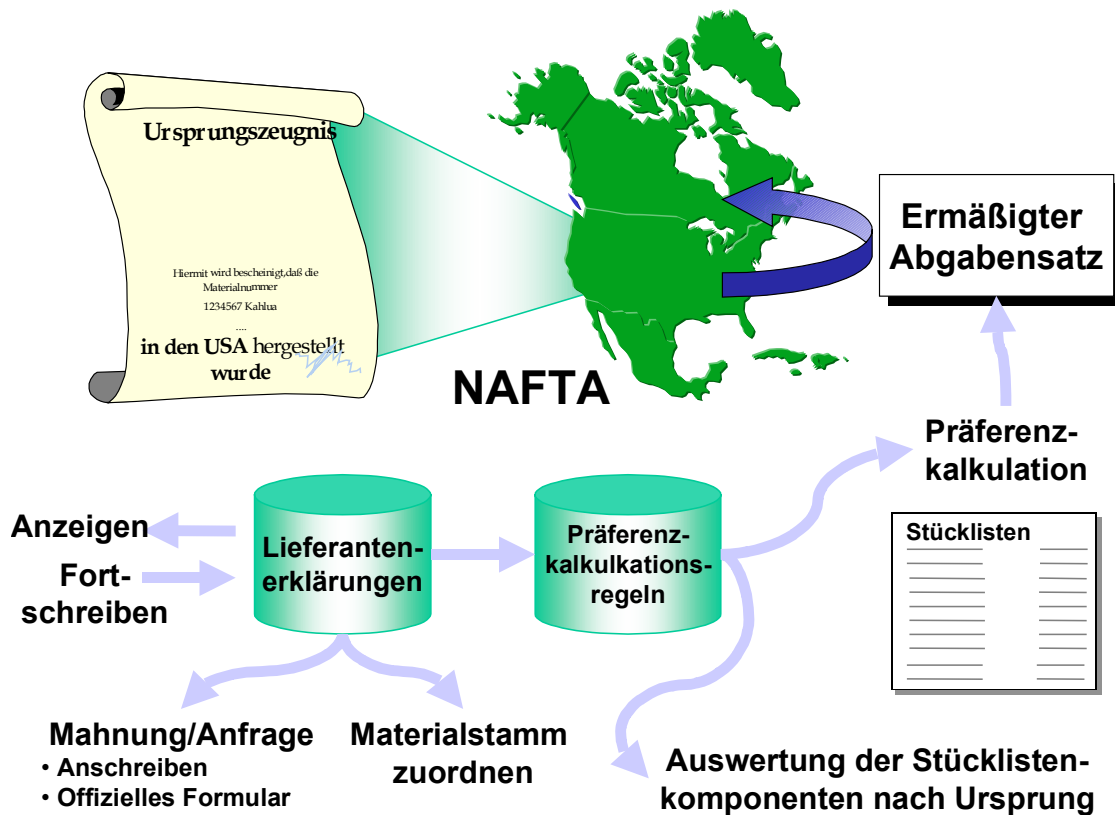 Ursprungszeugnis
Hiermit wird bescheinigt,daß die
Materialnummer
1234567 Kahlua
....
in den USA hergestellt
wurde
NAFTA
Ermäßigter
Abgabensatz
Präferenz-
kalkulation
Anzeigen
Fort-
schreiben
Lieferanten-
erklärungen
Präferenz-
kalkulkations-
regeln
Stücklisten
Mahnung/Anfrage
• Anschreiben
• Offizielles Formular
Materialstamm
zuordnen
Auswertung der Stücklisten-
komponenten nach Ursprung